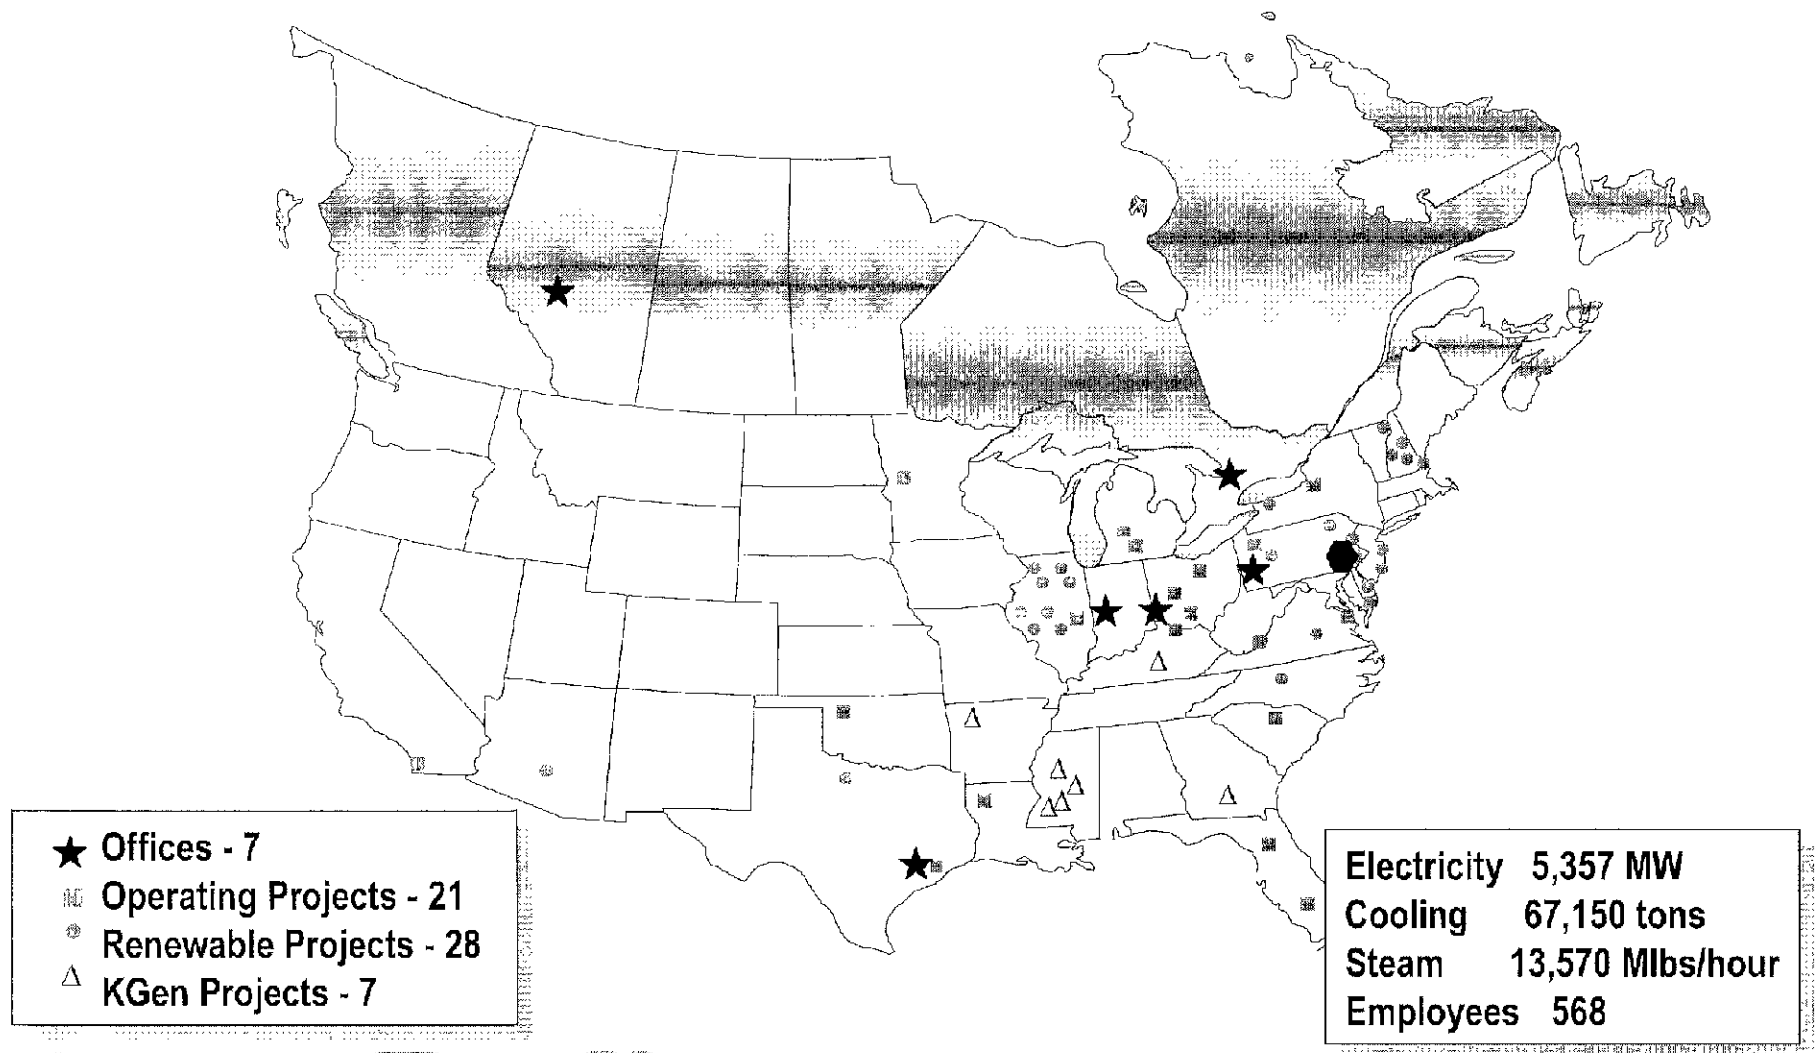 Offices - 7
Operating Projects - 21
Renewable Projects - 28
KGen Projects - 7
Electricity 5,357 MW
Cooling 67,150 tons
Steam 13,570 Mlbs/hour
Employees 568